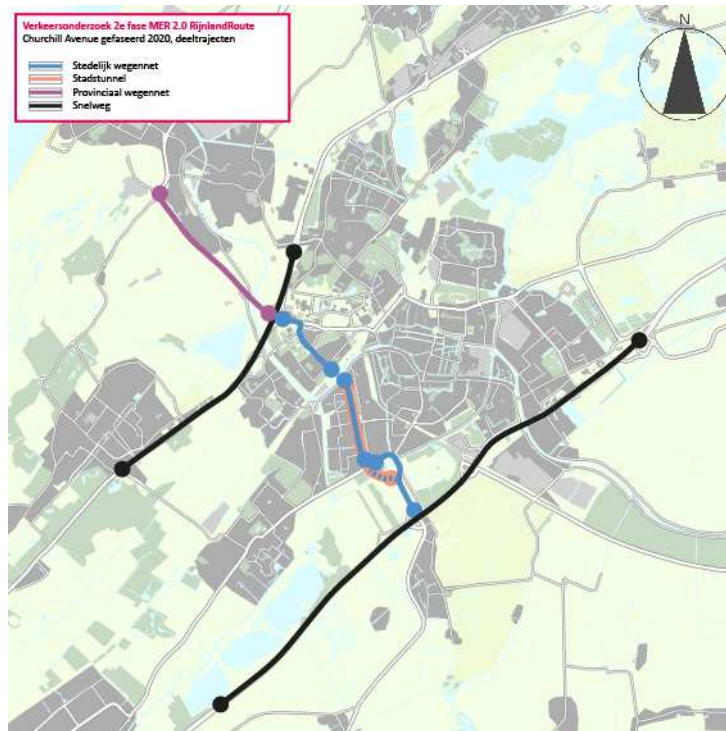 Verkeersonderzoek 2e fase MER 2.0 RijnlandRoute
Churchill Avenue gefaseerd 2020, deeltrajecten
Stedelijk wegennet
Stadstunnel
Provinciaal wegennet
Snelweg
N